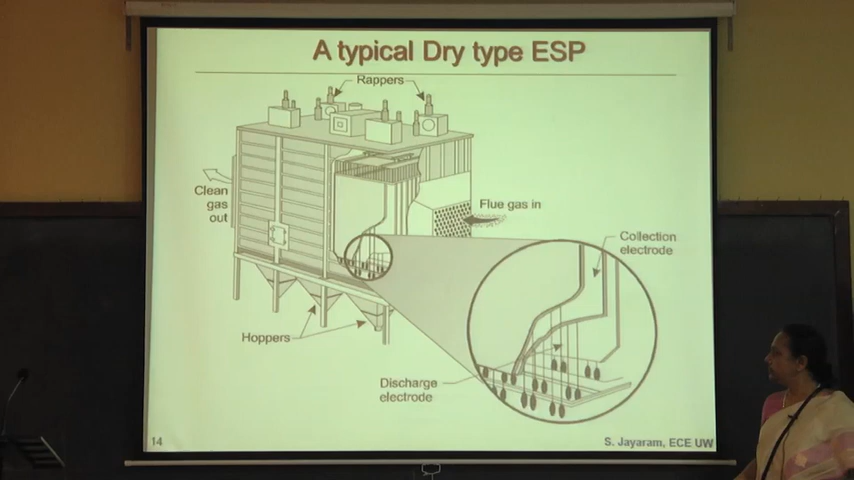 A typical Dry type ESP
Rappers
Clean
gas
out
Flue gas in
Collection
electrode
Hoppers
Discharge
electrode
14
S. Jayaram, ECE UW